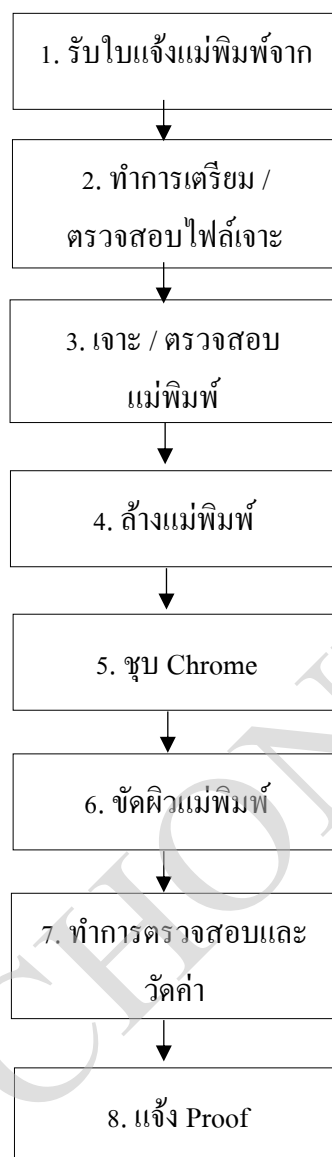 1. รับใบแจ้งแม่พิมพ์จาก
2. ทำการเตรียม /
ตรวจสอบไฟล์เจาะ
3. เจาะ / ตรวจสอบ
แม่พิมพ์
4. ล้างแม่พิมพ์
5. ชุบ Chrome
6. ขัดผิวแม่พิมพ์
7. ทำการตรวจสอบและ
วัดค่า
8. แจ้ง Proof
CHON